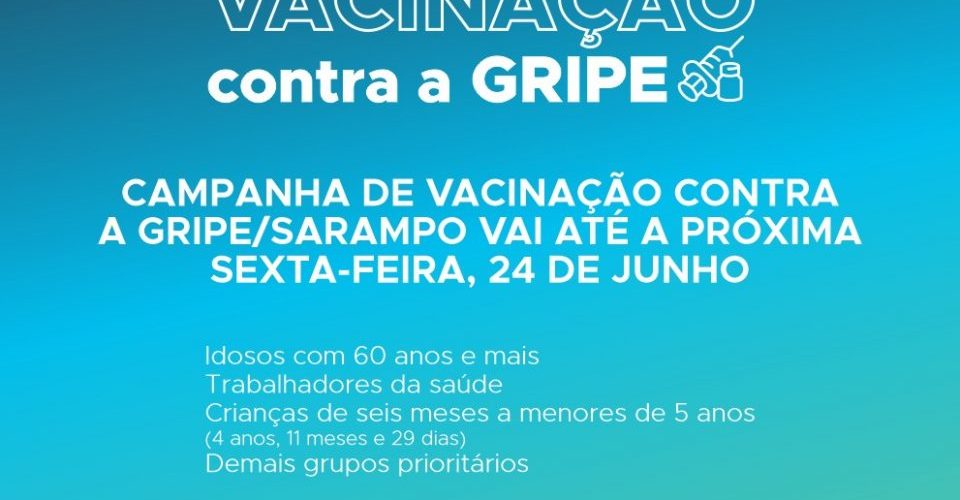 VACINAÇÃO
contra a GRIPE
CAMPANHA DE VACINAÇÃO CONTRA
A GRIPE/SARAMPO VAI ATÉ A PRÓXIMA
SEXTA-FEIRA, 24 DE JUNHO
Idosos com 60 anos e mais
Trabalhadores da saúde
Crianças de seis meses a menores de 5 anos
(4 anos, 11 meses e 29 dias)
Demais grupos prioritários